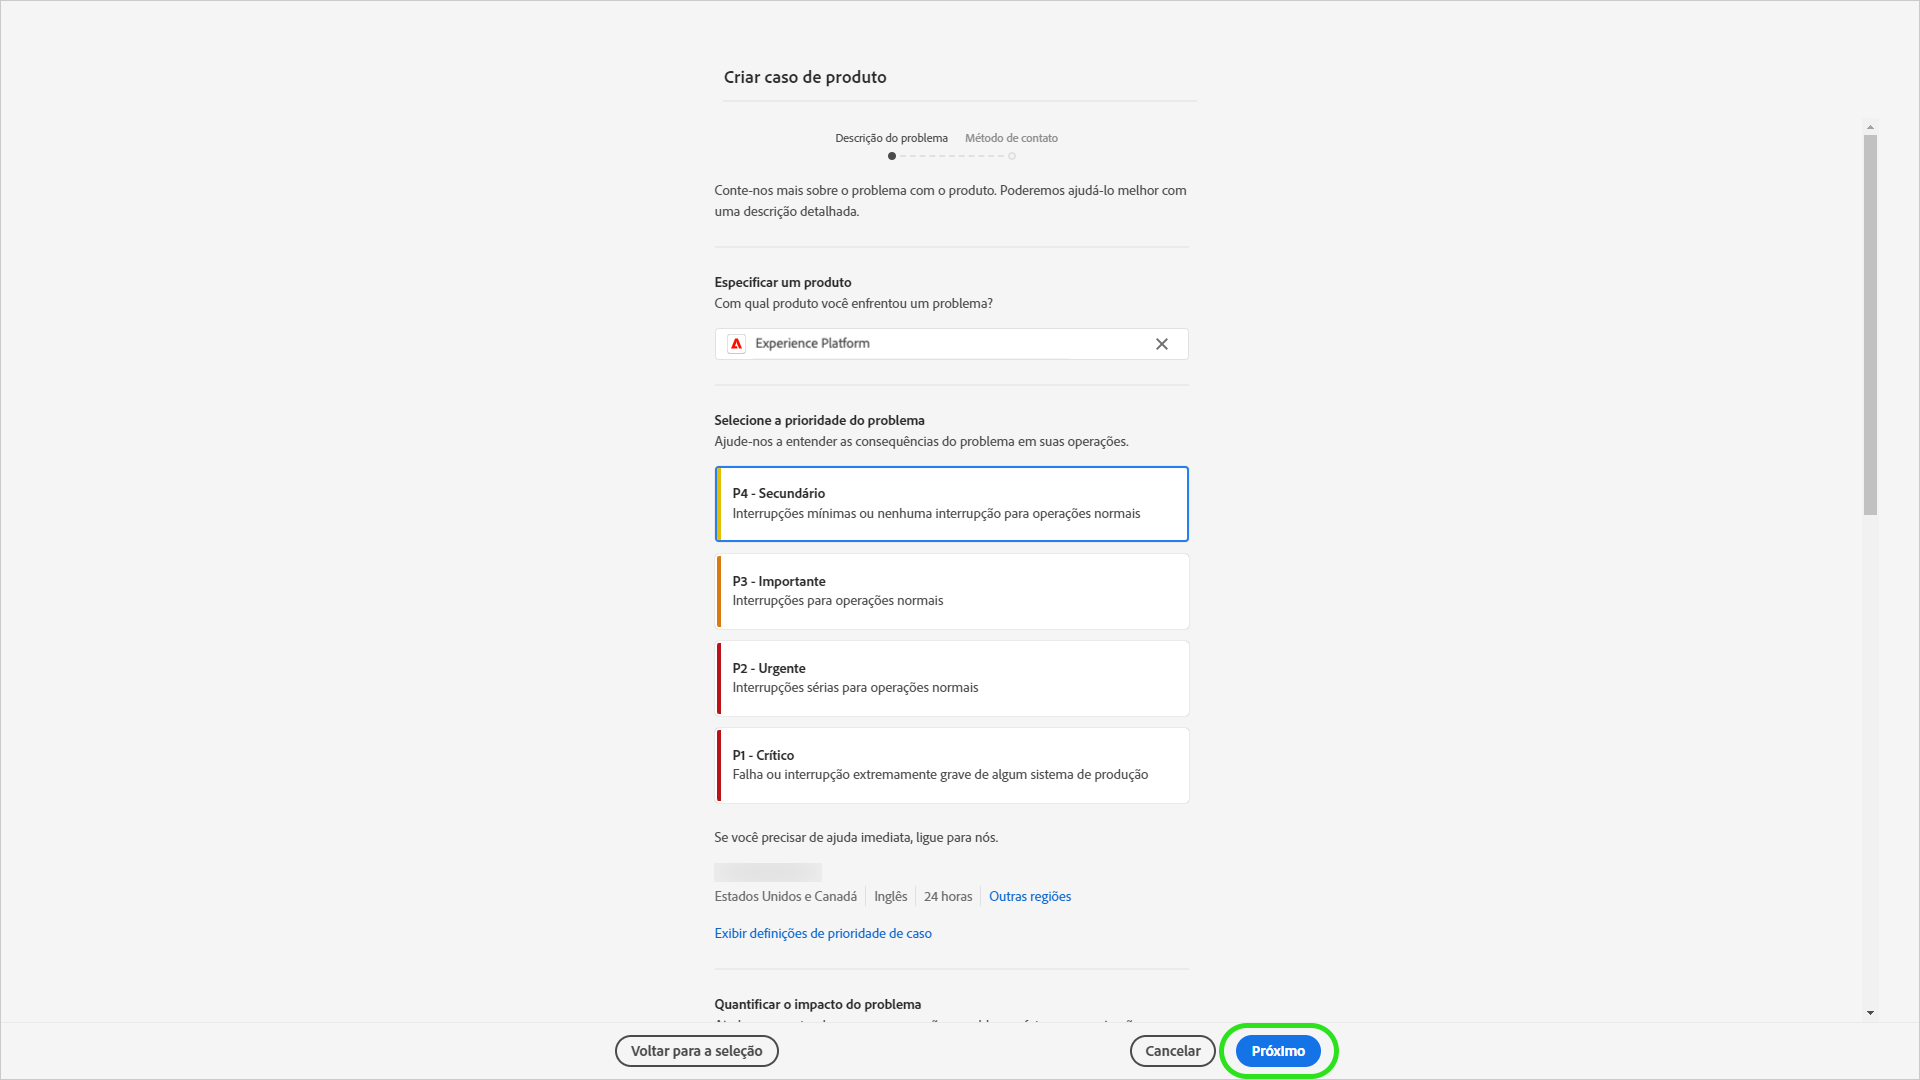 Criar caso de produto
Descrição do problema Método de contato
Conte-nos mais sobre o problema com o produto. Poderemos ajudá-lo melhor com
uma descrição detalhada.
Especificar um produto
Com qual produto você enfrentou um problema?
Experience Platform
Selecione a prioridade do problema
Ajude-nos a entender as consequências do problema em suas operações.
P4 - Secundário
Interrupções mínimas ou nenhuma interrupção para operações normais
P3 - Importante
Interrupções para operações normais
P2 - Urgente
Interrupções sérias para operações normais
P1 - Crítico
Falha ou interrupção extremamente grave de algum sistema de produção
Se você precisar de ajuda imediata, ligue para nós.
Estados Unidos e Canadá Inglês 24 horas Outras regiões
Exibir definições de prioridade de caso
Quantificar o impacto do problema
Voltar para a seleção Cancelar Próximo